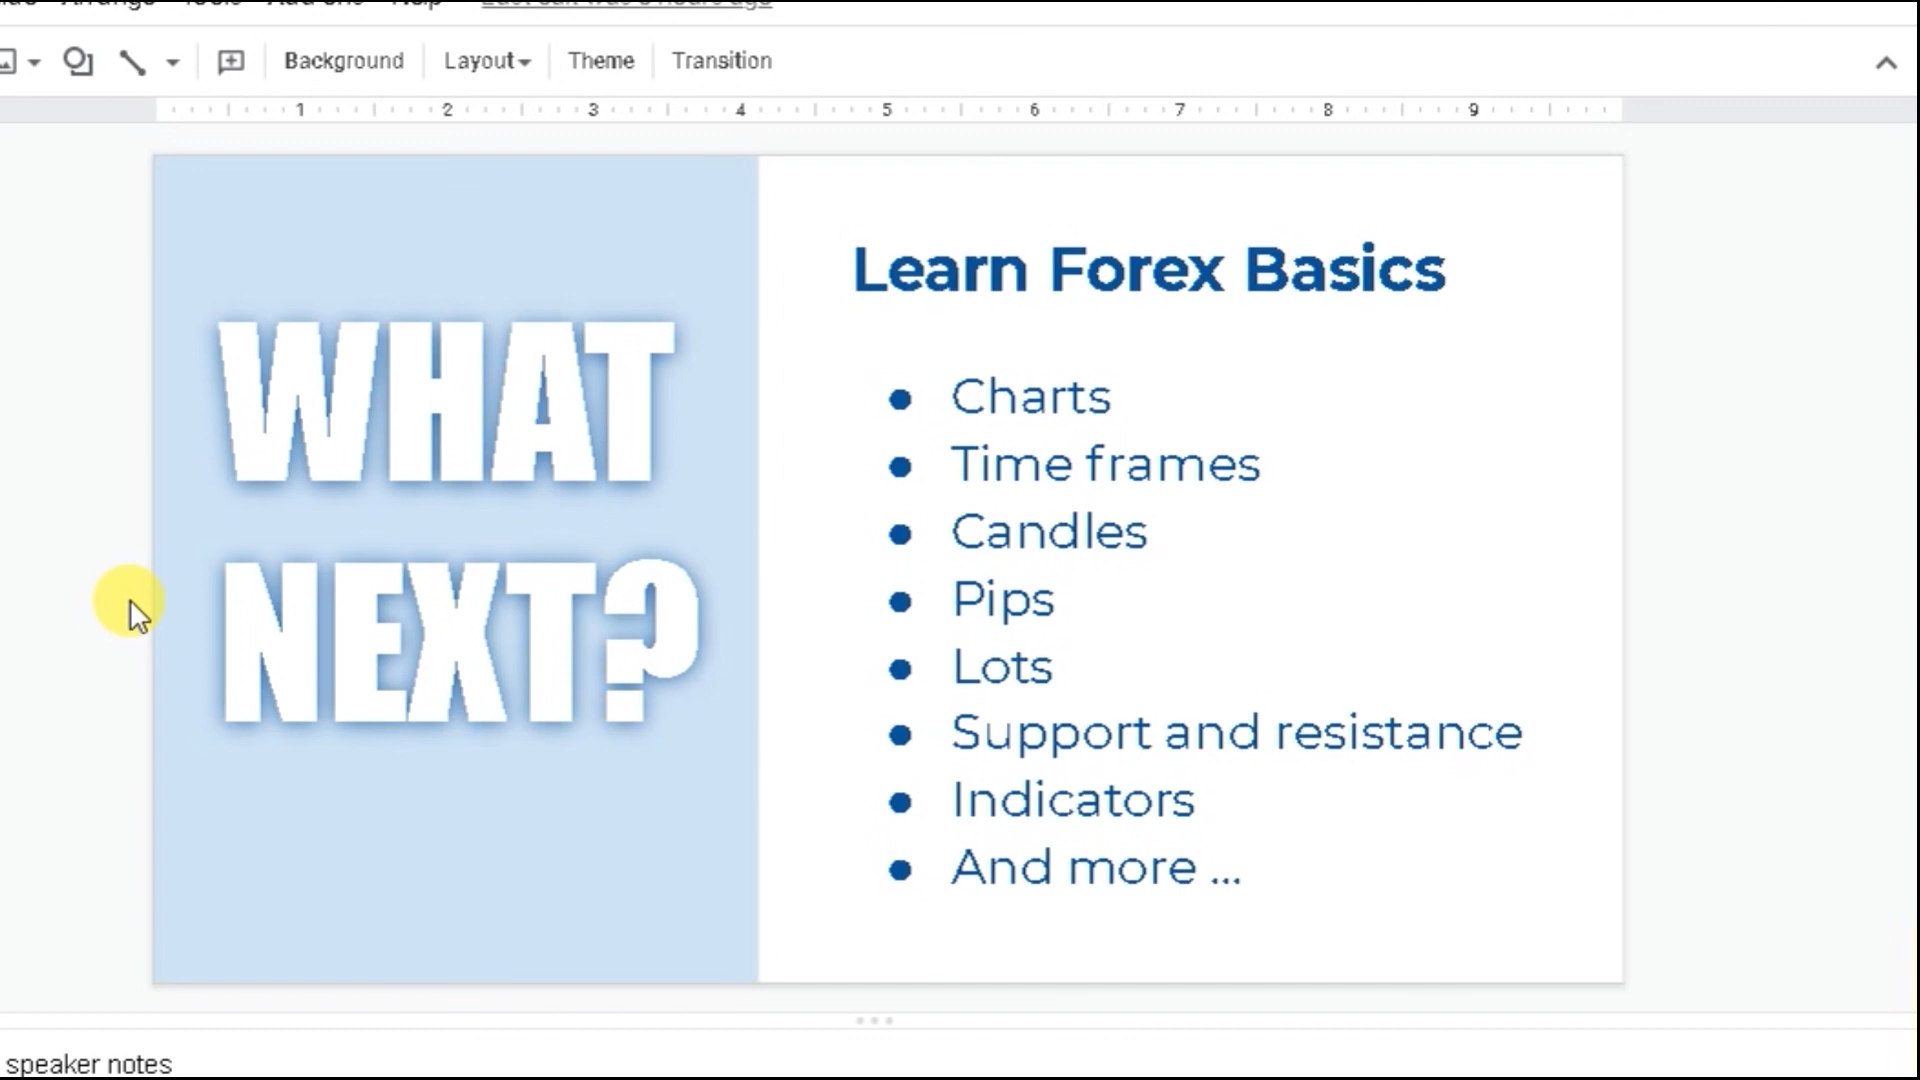 Background
Layout
Theme
Transition
1 2 3 4 5 6 7 8 9
WHAT
NEXT?
Learn Forex Basics
● Charts
● Time frames
● Candles
● Pips
● Lots
● Support and resistance
● Indicators
● And more ...
speaker notes